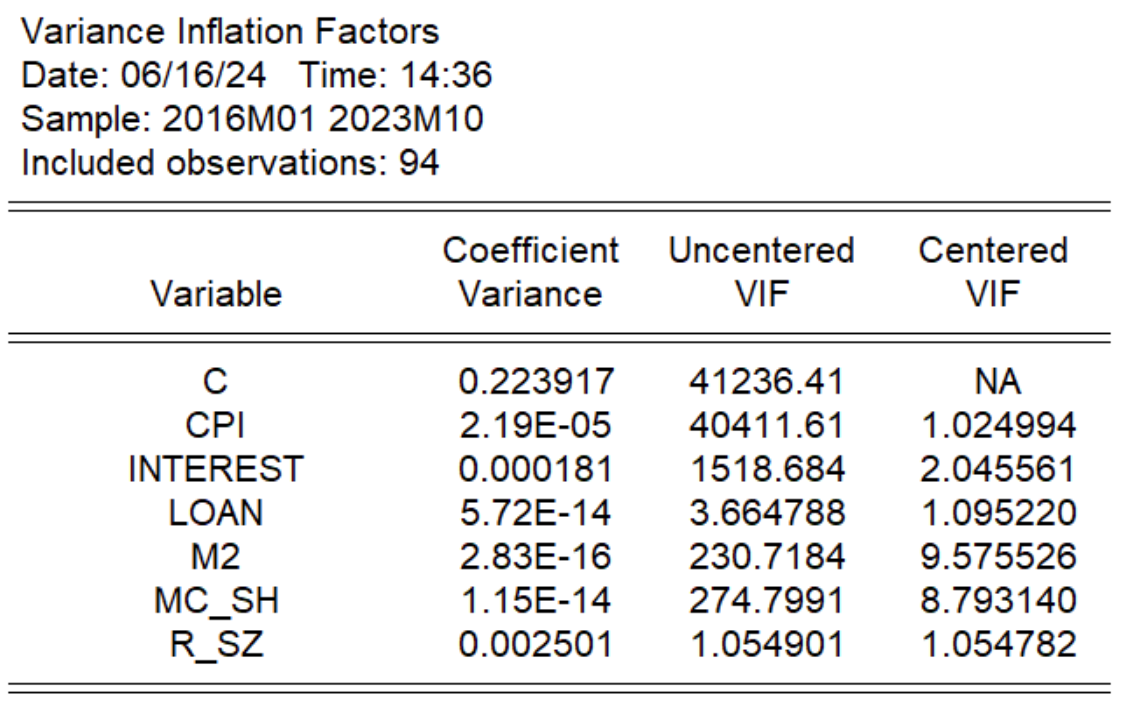 Variance Inflation Factors
Date: 06/16/24 Time: 14:36
Sample: 2016M01 2023M10
Included observations: 94
Coefficient Uncentered Centered
Variable Variance VIF VIF
C 0.223917 41236.41 NA
CPI 2.19E-05 40411.61 1.024994
INTEREST 0.000181 1518.684 2.045561
LOAN 5.72E-14 3.664788 1.095220
M2 2.83E-16 230.7184 9.575526
MC_SH 1.15E-14 274.7991 8.793140
R_SZ 0.002501 1.054901 1.054782